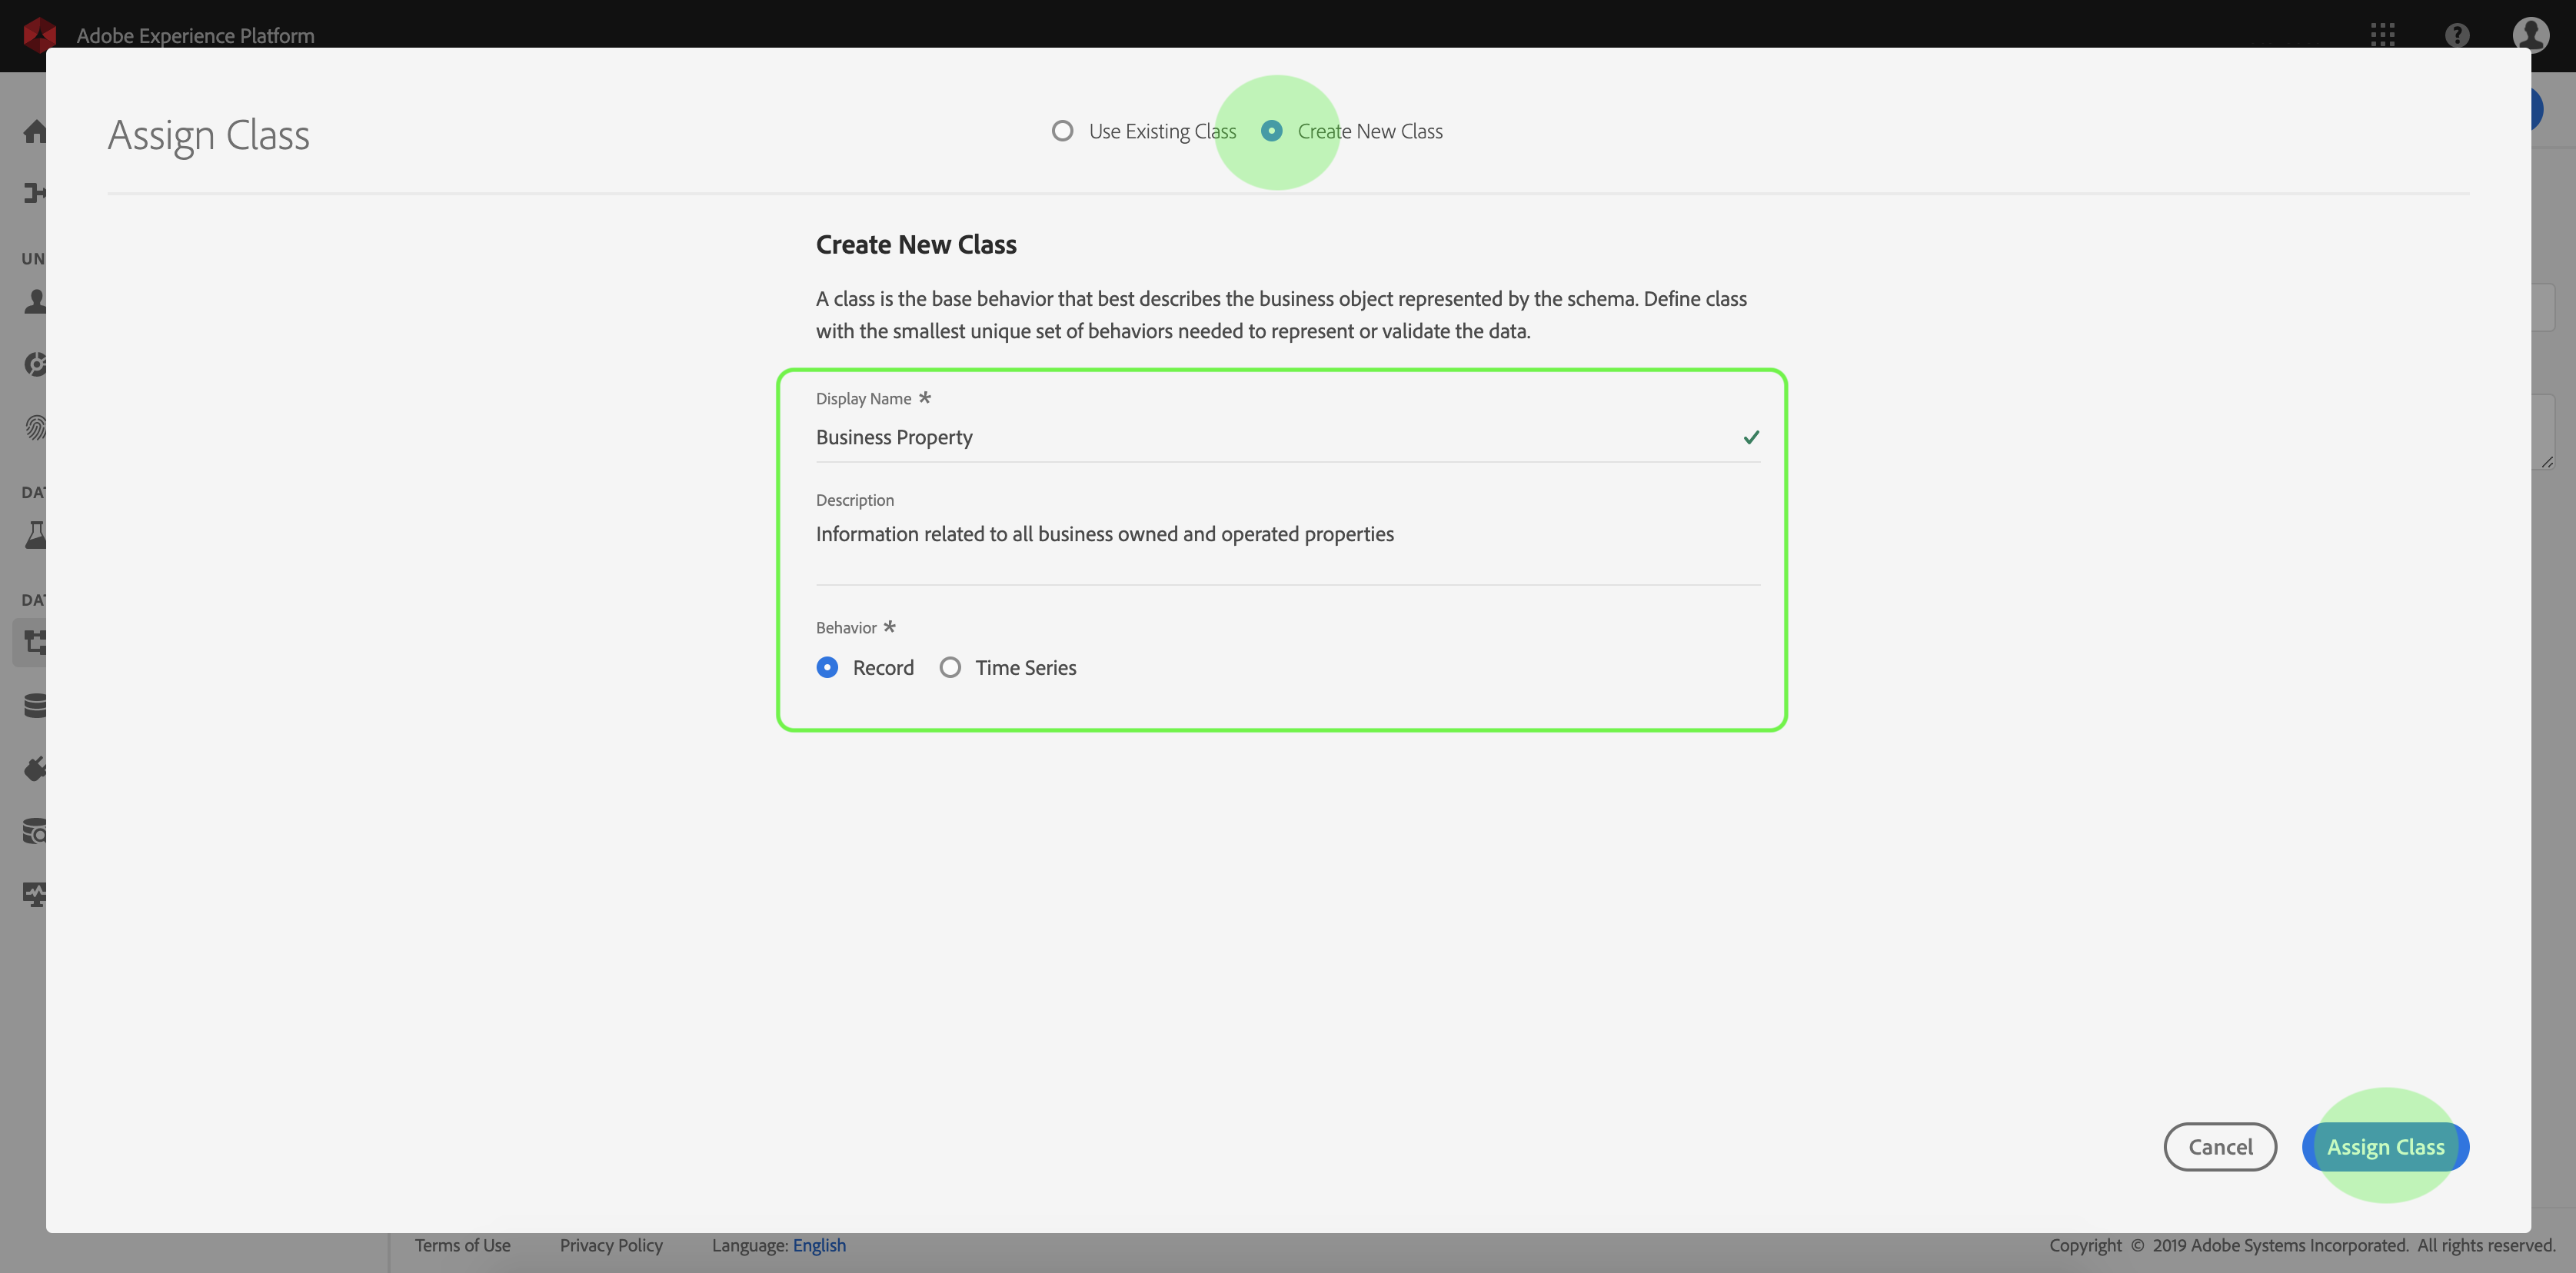 Adobe Experience Platform
Assign Class
Use Existing Class
Create New Class
UN
DAT
DAT
Create New Class
A class is the base behavior that best describes the business object represented by the schema. Define class
with the smallest unique set of behaviors needed to represent or validate the data.
Display Name *
Business Property
Description
Information related to all business owned and operated properties
Behavior *
Record
Time Series
Cancel
Assign Class
Terms of Use
Privacy Policy
Language: English
Copyright © 2019 Adobe Systems Incorporated. All rights reserved.